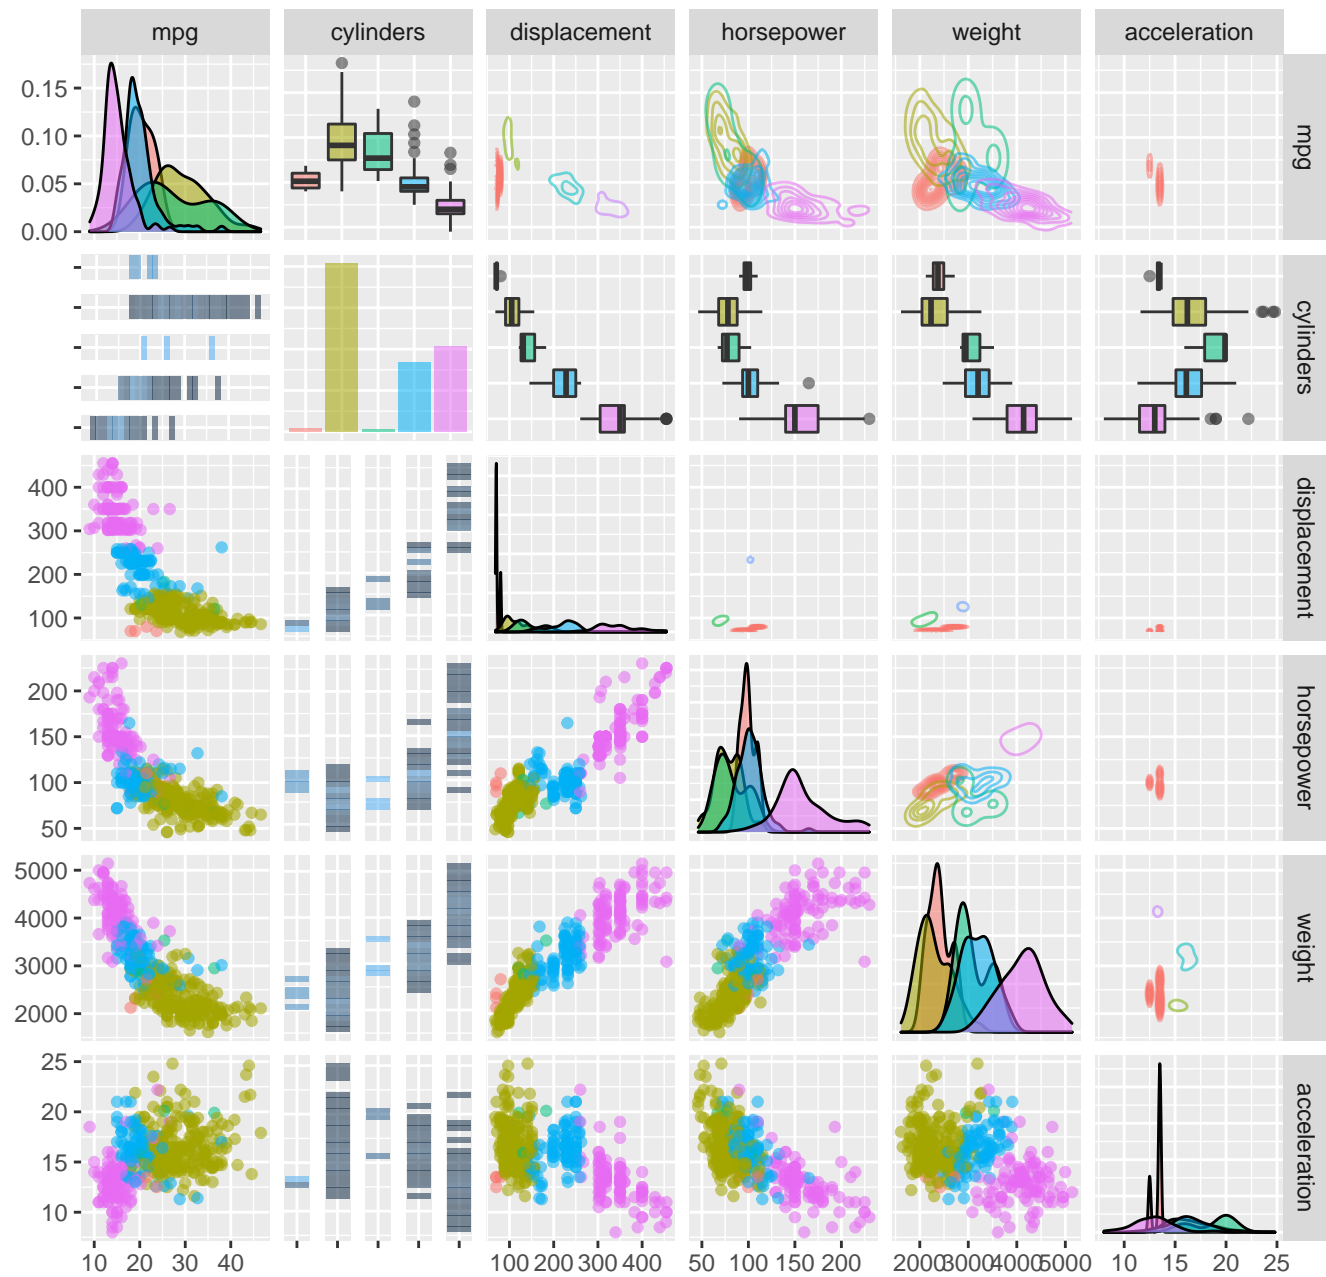 mpg cylinders displacement horsepower weight acceleration
0.15
0.10
0.05
0.00
mpg
cylinders
400
300
200
100
displacement
200
150
100
50
horsepower
5000
4000
3000
2000
weight
25
20
15
10
acceleration
10 20 30 40 100 200 300 400 50 100 150 200 2000 3000 4000 5000 10 15 20 25